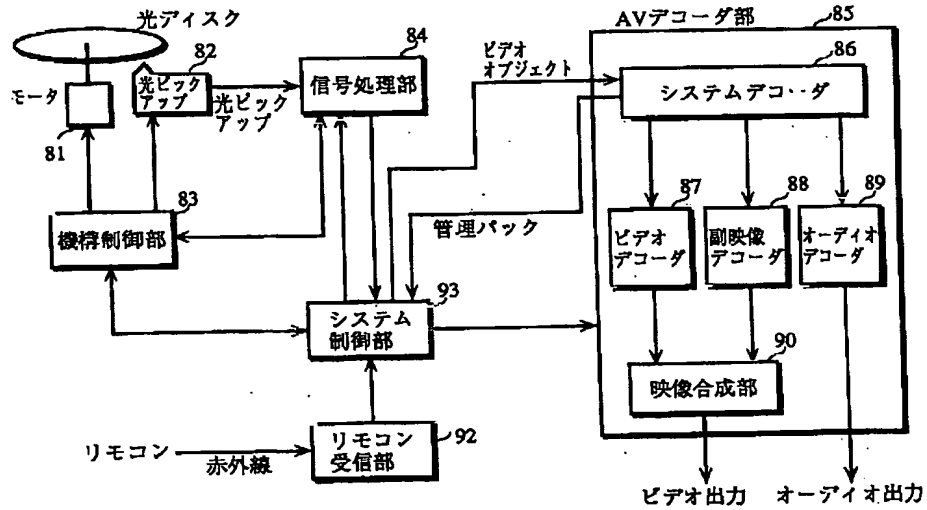 光ディスク
AVデコーダ部
85
82
84
ビデオ
オブジェクト
86
モータ
光ピック
アップ
光ピック
アップ
信号処理部
システムデコーダ
81
83
87
88
89
機構制御部
管理パック
ビデオ
デコーダ
副映像
デコーダ
オーディオ
デコーダ
93
システム
制御部
90
映像合成部
リモコン
赤外線
リモコン
受信部
92
ビデオ出力
オーディオ出力